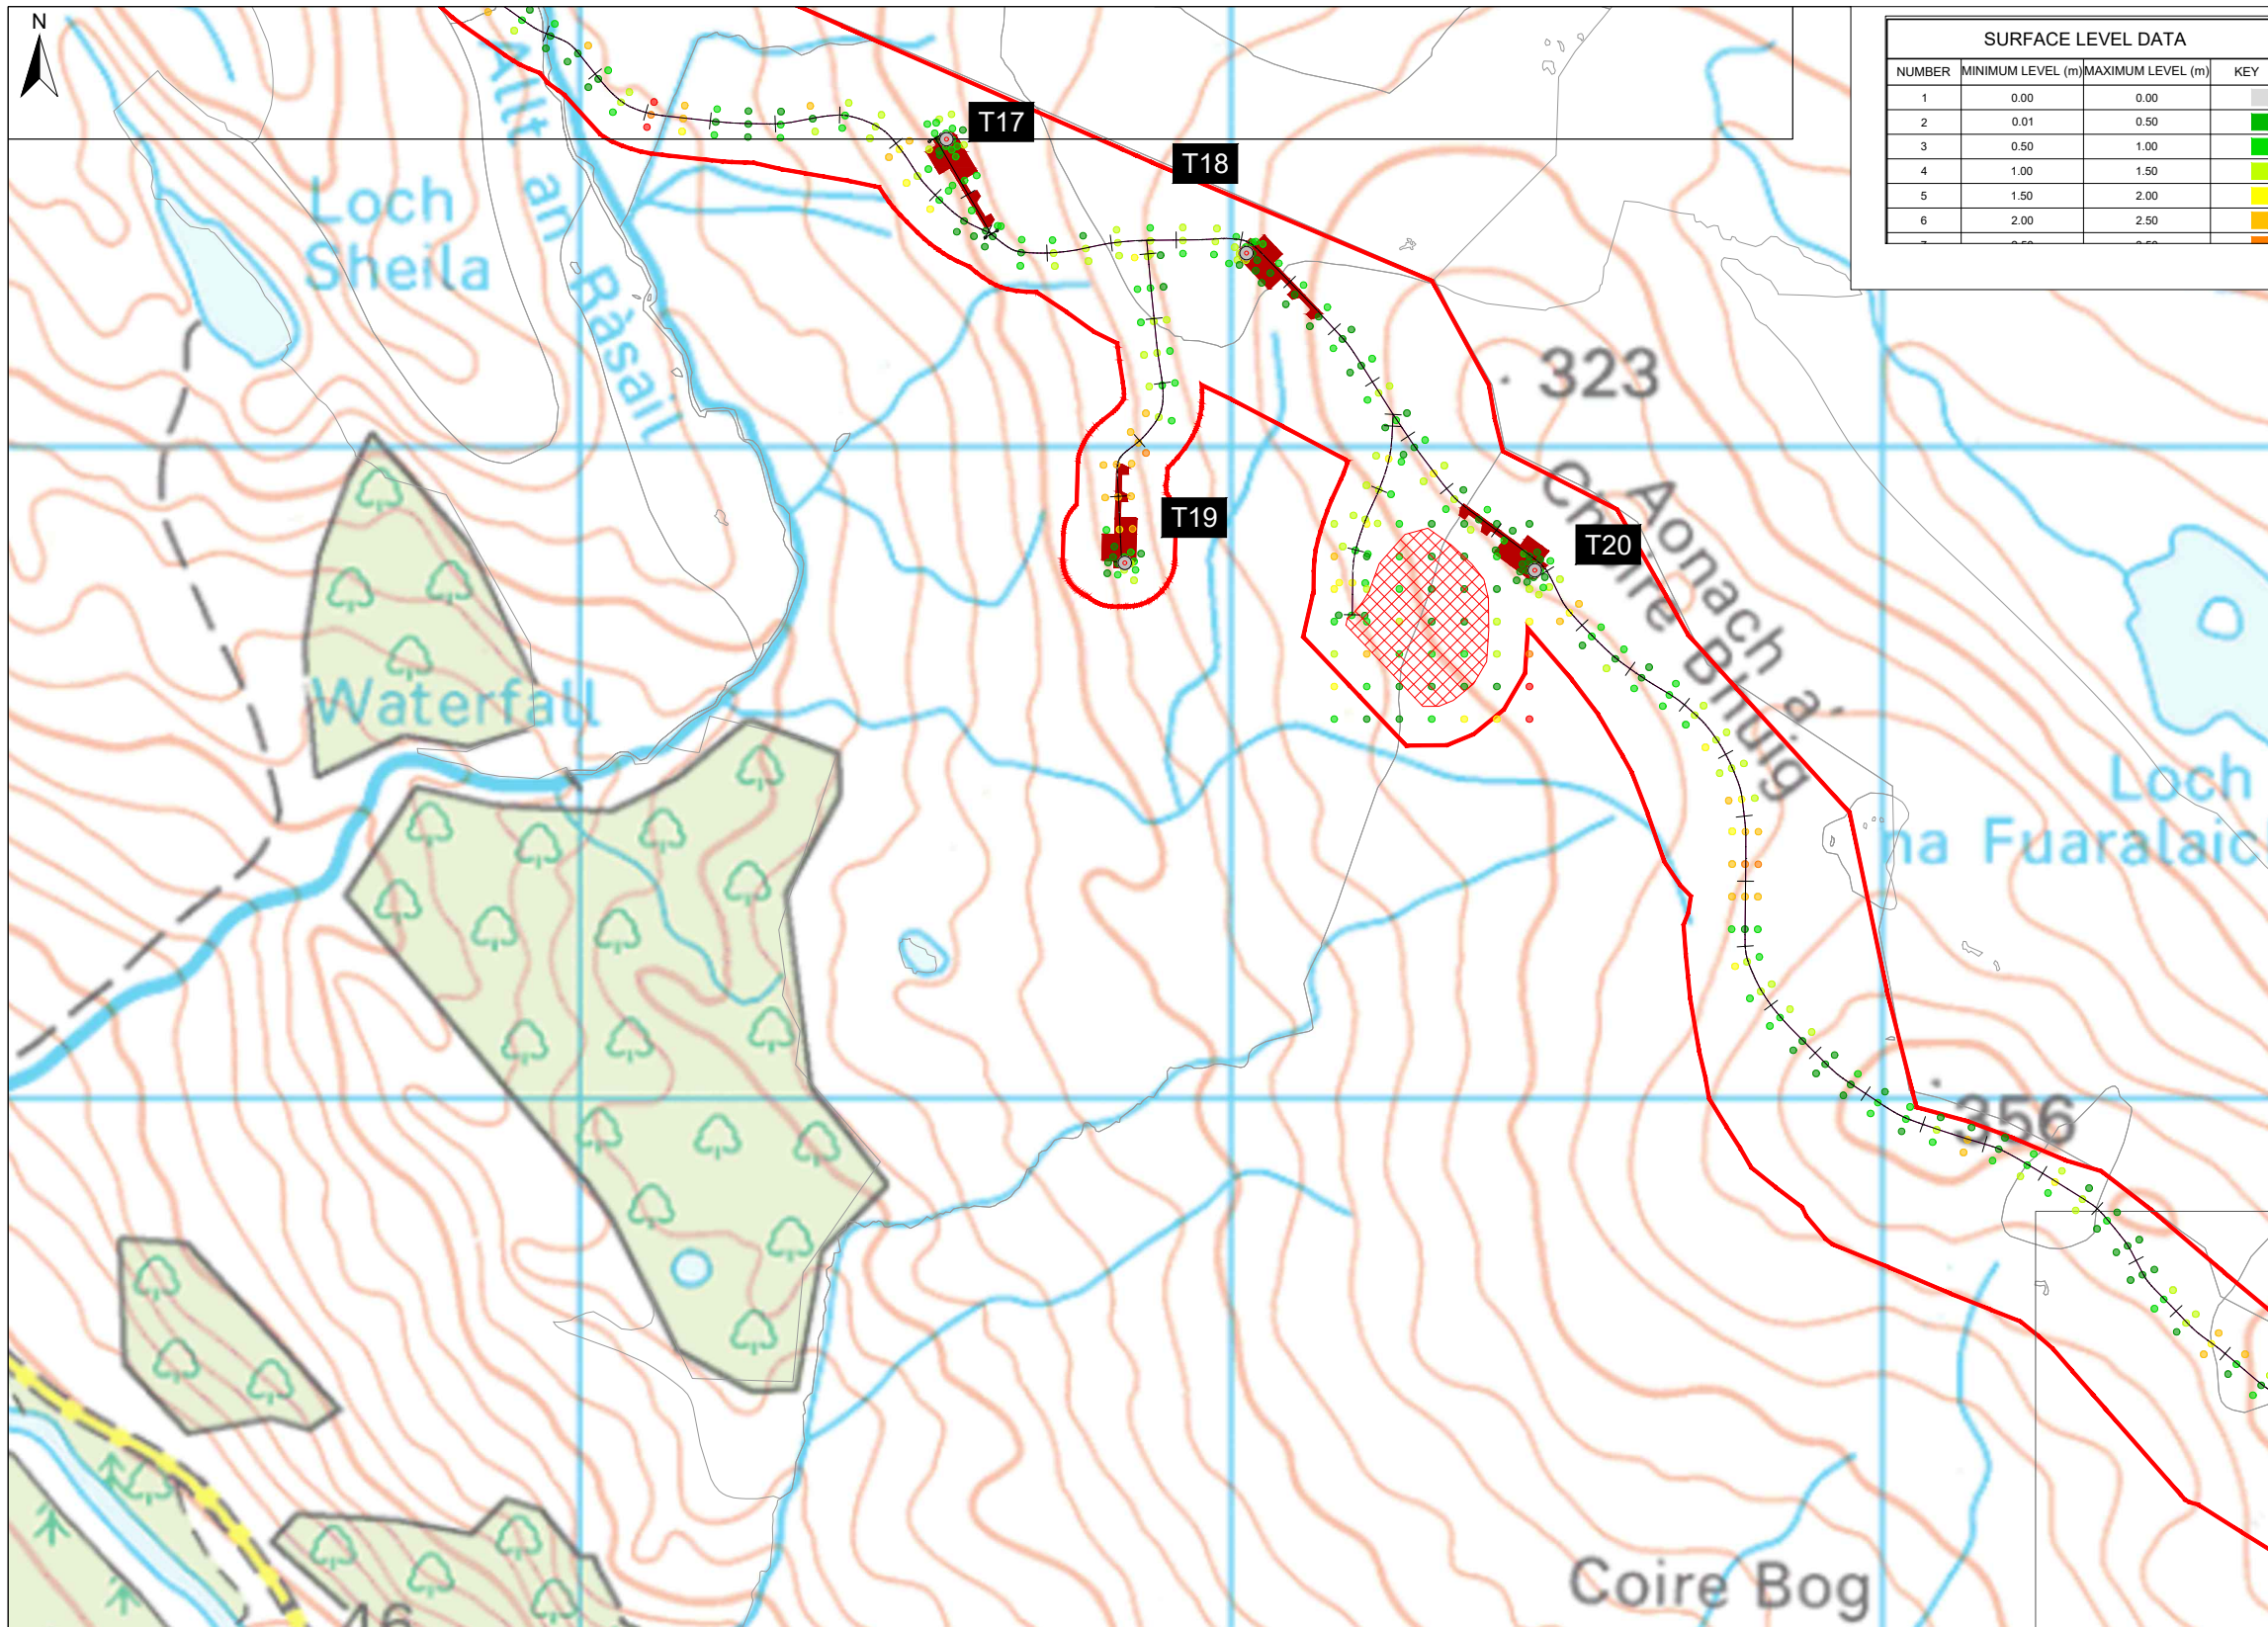 N
SURFACE LEVEL DATA
NUMBER MINIMUM LEVEL (m) MAXIMUM LEVEL (m) KEY
1 0.00 0.00
2 0.01 0.50
3 0.50 1.00
4 1.00 1.50
5 1.50 2.00
6 2.00 2.50
T17
T18
T19
T20
Allt an Ràsail
Loch
Sheila
323
Aonach a'
Choire Bhuig
Waterfall
Loch
na Fuaralaic
356
Coire Bog
46